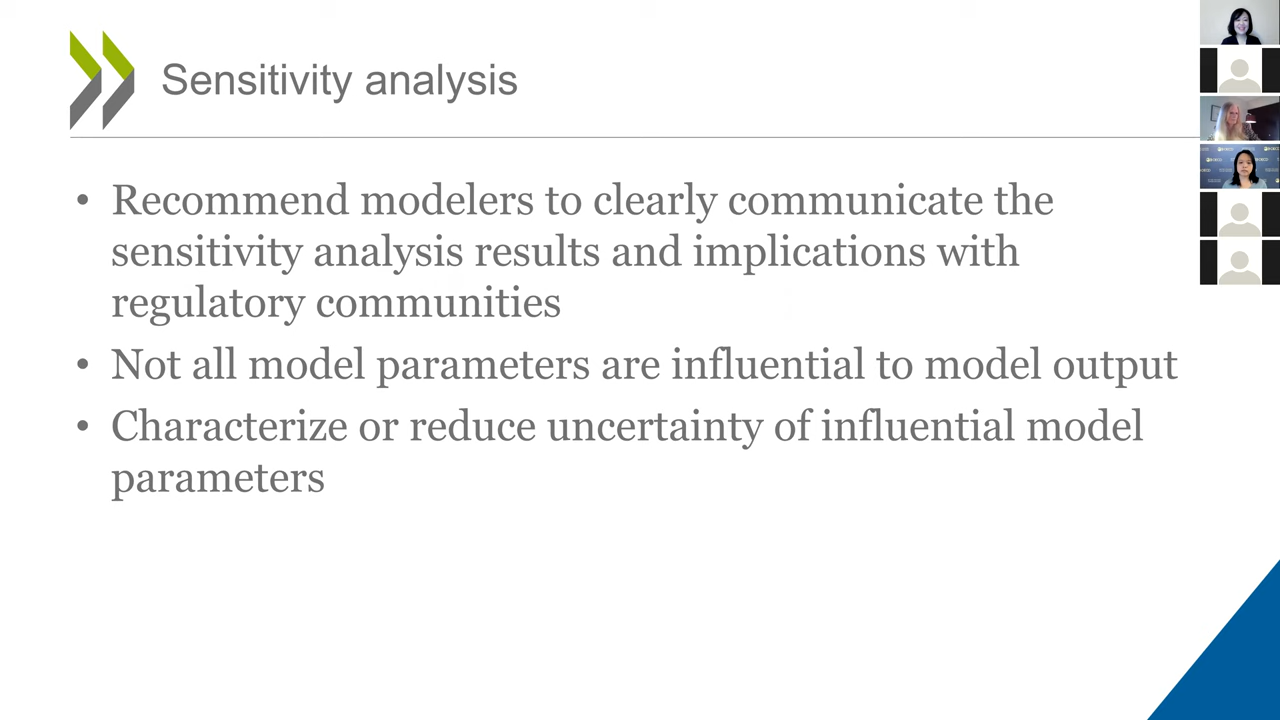 Sensitivity analysis
• Recommend modelers to clearly communicate the
sensitivity analysis results and implications with
regulatory communities
• Not all model parameters are influential to model output
• Characterize or reduce uncertainty of influential model
parameters